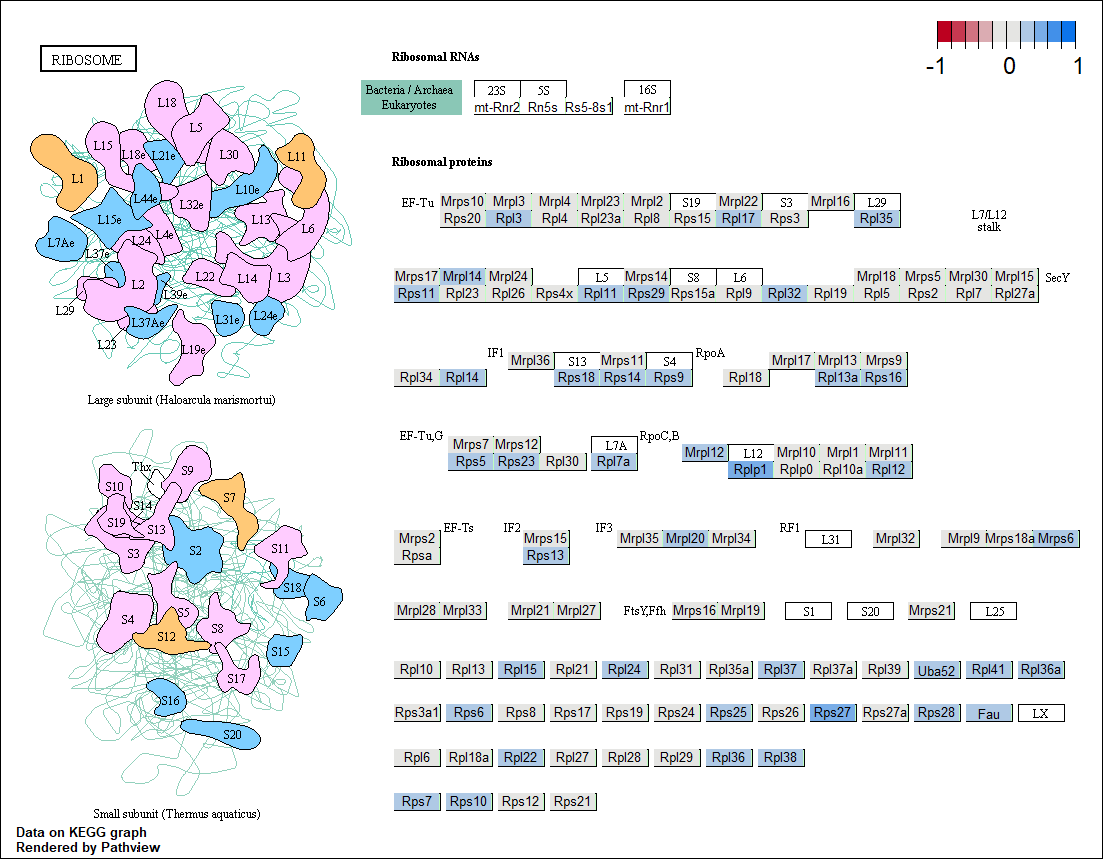 RIBOSOME
L18
L5
L15
L18e
L21e
L30
L11
L1
L44e
L10e
L32e
L15e
L13
L6
L7Ae
L24
L4e
L37e
L2
L22
L14
L3
L39e
L29
L37Ae
L31e
L24e
L23
L19e
Large subunit (Haloarcula marismortui)
Thx
S9
S10
S7
S14
S19
S13
S3
S2
S11
S18
S6
S4
S5
S8
S12
S15
S17
S16
S20
Small subunit (Thermus aquaticus)
Data on KEGG graph
Rendered by Pathview
-1 0 1
Ribosomal RNAs
Bacteria / Archaea 23S 5S 16S
Eukaryotes mt-Rnr2 Rn5s Rs5-8s1 mt-Rnr1
Ribosomal proteins
EF-Tu Mrps10 Mrpl3 Mrpl4 Mrpl23 Mrpl2 S19 Mrpl22 S3 Mrpl16 L29
Rps20 Rpl3 Rpl4 Rpl23a Rpl8 Rps15 Rpl17 Rps3 Rpl35
L7/L12
stalk
Mrps17 Mrpl14 Mrpl24 L5 Mrps14 S8 L6 Mrpl18 Mrps5 Mrpl30 Mrpl15 SecY
Rps11 Rpl23 Rpl26 Rps4x Rpl11 Rps29 Rps15a Rpl9 Rpl32 Rpl19 Rpl5 Rps2 Rpl7 Rpl27a
IF1 Mrpl36 S13 Mrps11 S4 RpoA Mrpl17 Mrpl13 Mrps9
Rpl34 Rpl14 Rps18 Rps14 Rps9 Rpl18 Rpl13a Rps16
EF-Tu,G Mrps7 Mrps12 L7A RpoC,B Mrpl12 L12 Mrpl10 Mrpl1 Mrpl11
Rps5 Rps23 Rpl30 Rpl7a Rplp1 Rplp0 Rpl10a Rpl12
Mrps2 EF-Ts IF2 Mrps15 IF3 Mrpl35 Mrpl20 Mrpl34 RF1 L31 Mrpl32 Mrpl9 Mrps18a Mrps6
Rpsa Rps13
Mrpl28 Mrpl33 Mrpl21 Mrpl27 FtsY,Ffh Mrps16 Mrpl19 S1 S20 Mrps21 L25
Rpl10 Rpl13 Rpl15 Rpl21 Rpl24 Rpl31 Rpl35a Rpl37 Rpl37a Rpl39 Uba52 Rpl41 Rpl36a
Rps3a1 Rps6 Rps8 Rps17 Rps19 Rps24 Rps25 Rps26 Rps27 Rps27a Rps28 Fau LX
Rpl6 Rpl18a Rpl22 Rpl27 Rpl28 Rpl29 Rpl36 Rpl38
Rps7 Rps10 Rps12 Rps21